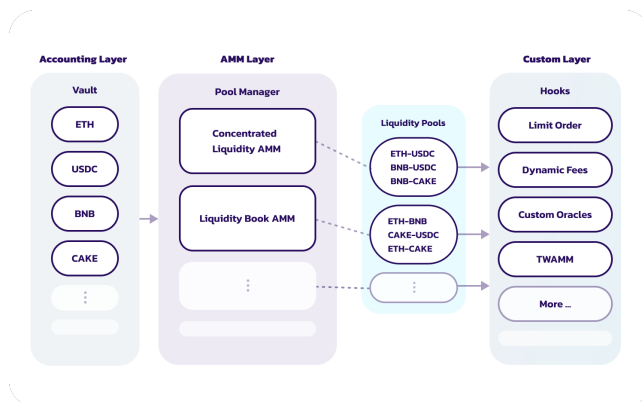 Accounting Layer
AMM Layer
Custom Layer
Vault
ETH
USDC
BNB
CAKE
Pool Manager
Concentrated
Liquidity AMM
Liquidity Book AMM
Liquidity Pools
ETH-USDC
BNB-USDC
BNB-CAKE
ETH-BNB
CAKE-USDC
ETH-CAKE
Hooks
Limit Order
Dynamic Fees
Custom Oracles
TWAMM
More ...